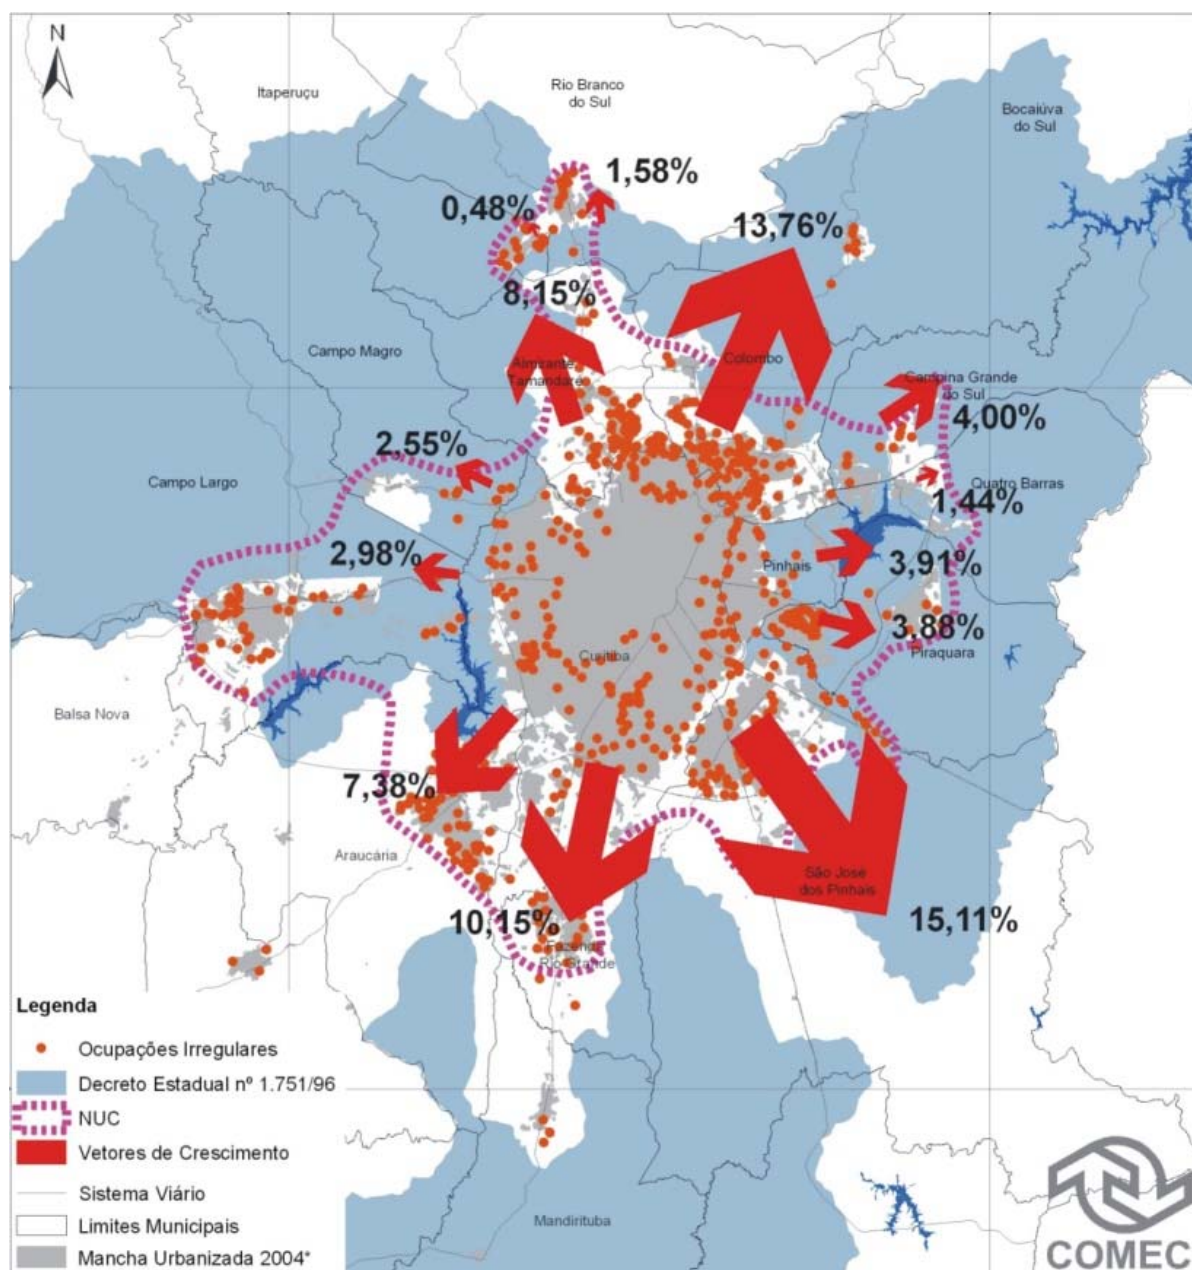 N
Itaperuçu
Rio Branco
do Sul
Bocaiúva
do Sul
1,58%
0,48%
13,76%
8,15%
Campo Magro
Almirante
Tamandaré
Colombo
Campina Grande
do Sul
4,00%
2,55%
Campo Largo
Quatro Barras
1,44%
2,98%
Pinhais
3,91%
3,88%
Piraquara
Curitiba
Balsa Nova
7,38%
Araucária
São José
dos Pinhais
10,15%
15,11%
Fazenda
Rio Grande
Legenda
Ocupações Irregulares
Decreto Estadual nº 1.751/96
NUC
Vetores de Crescimento
Sistema Viário
Limites Municipais
Mancha Urbanizada 2004*
Mandirituba
COMEC